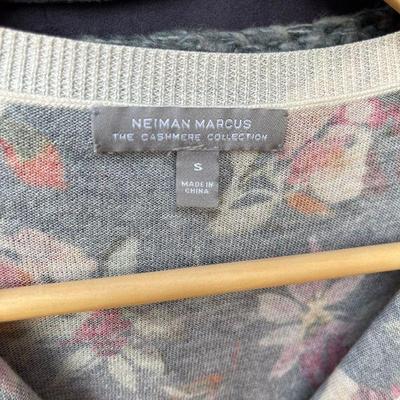 NEIMAN MARCUS
THE CASHMERE COLLECTION
S
MADE IN
CHINA